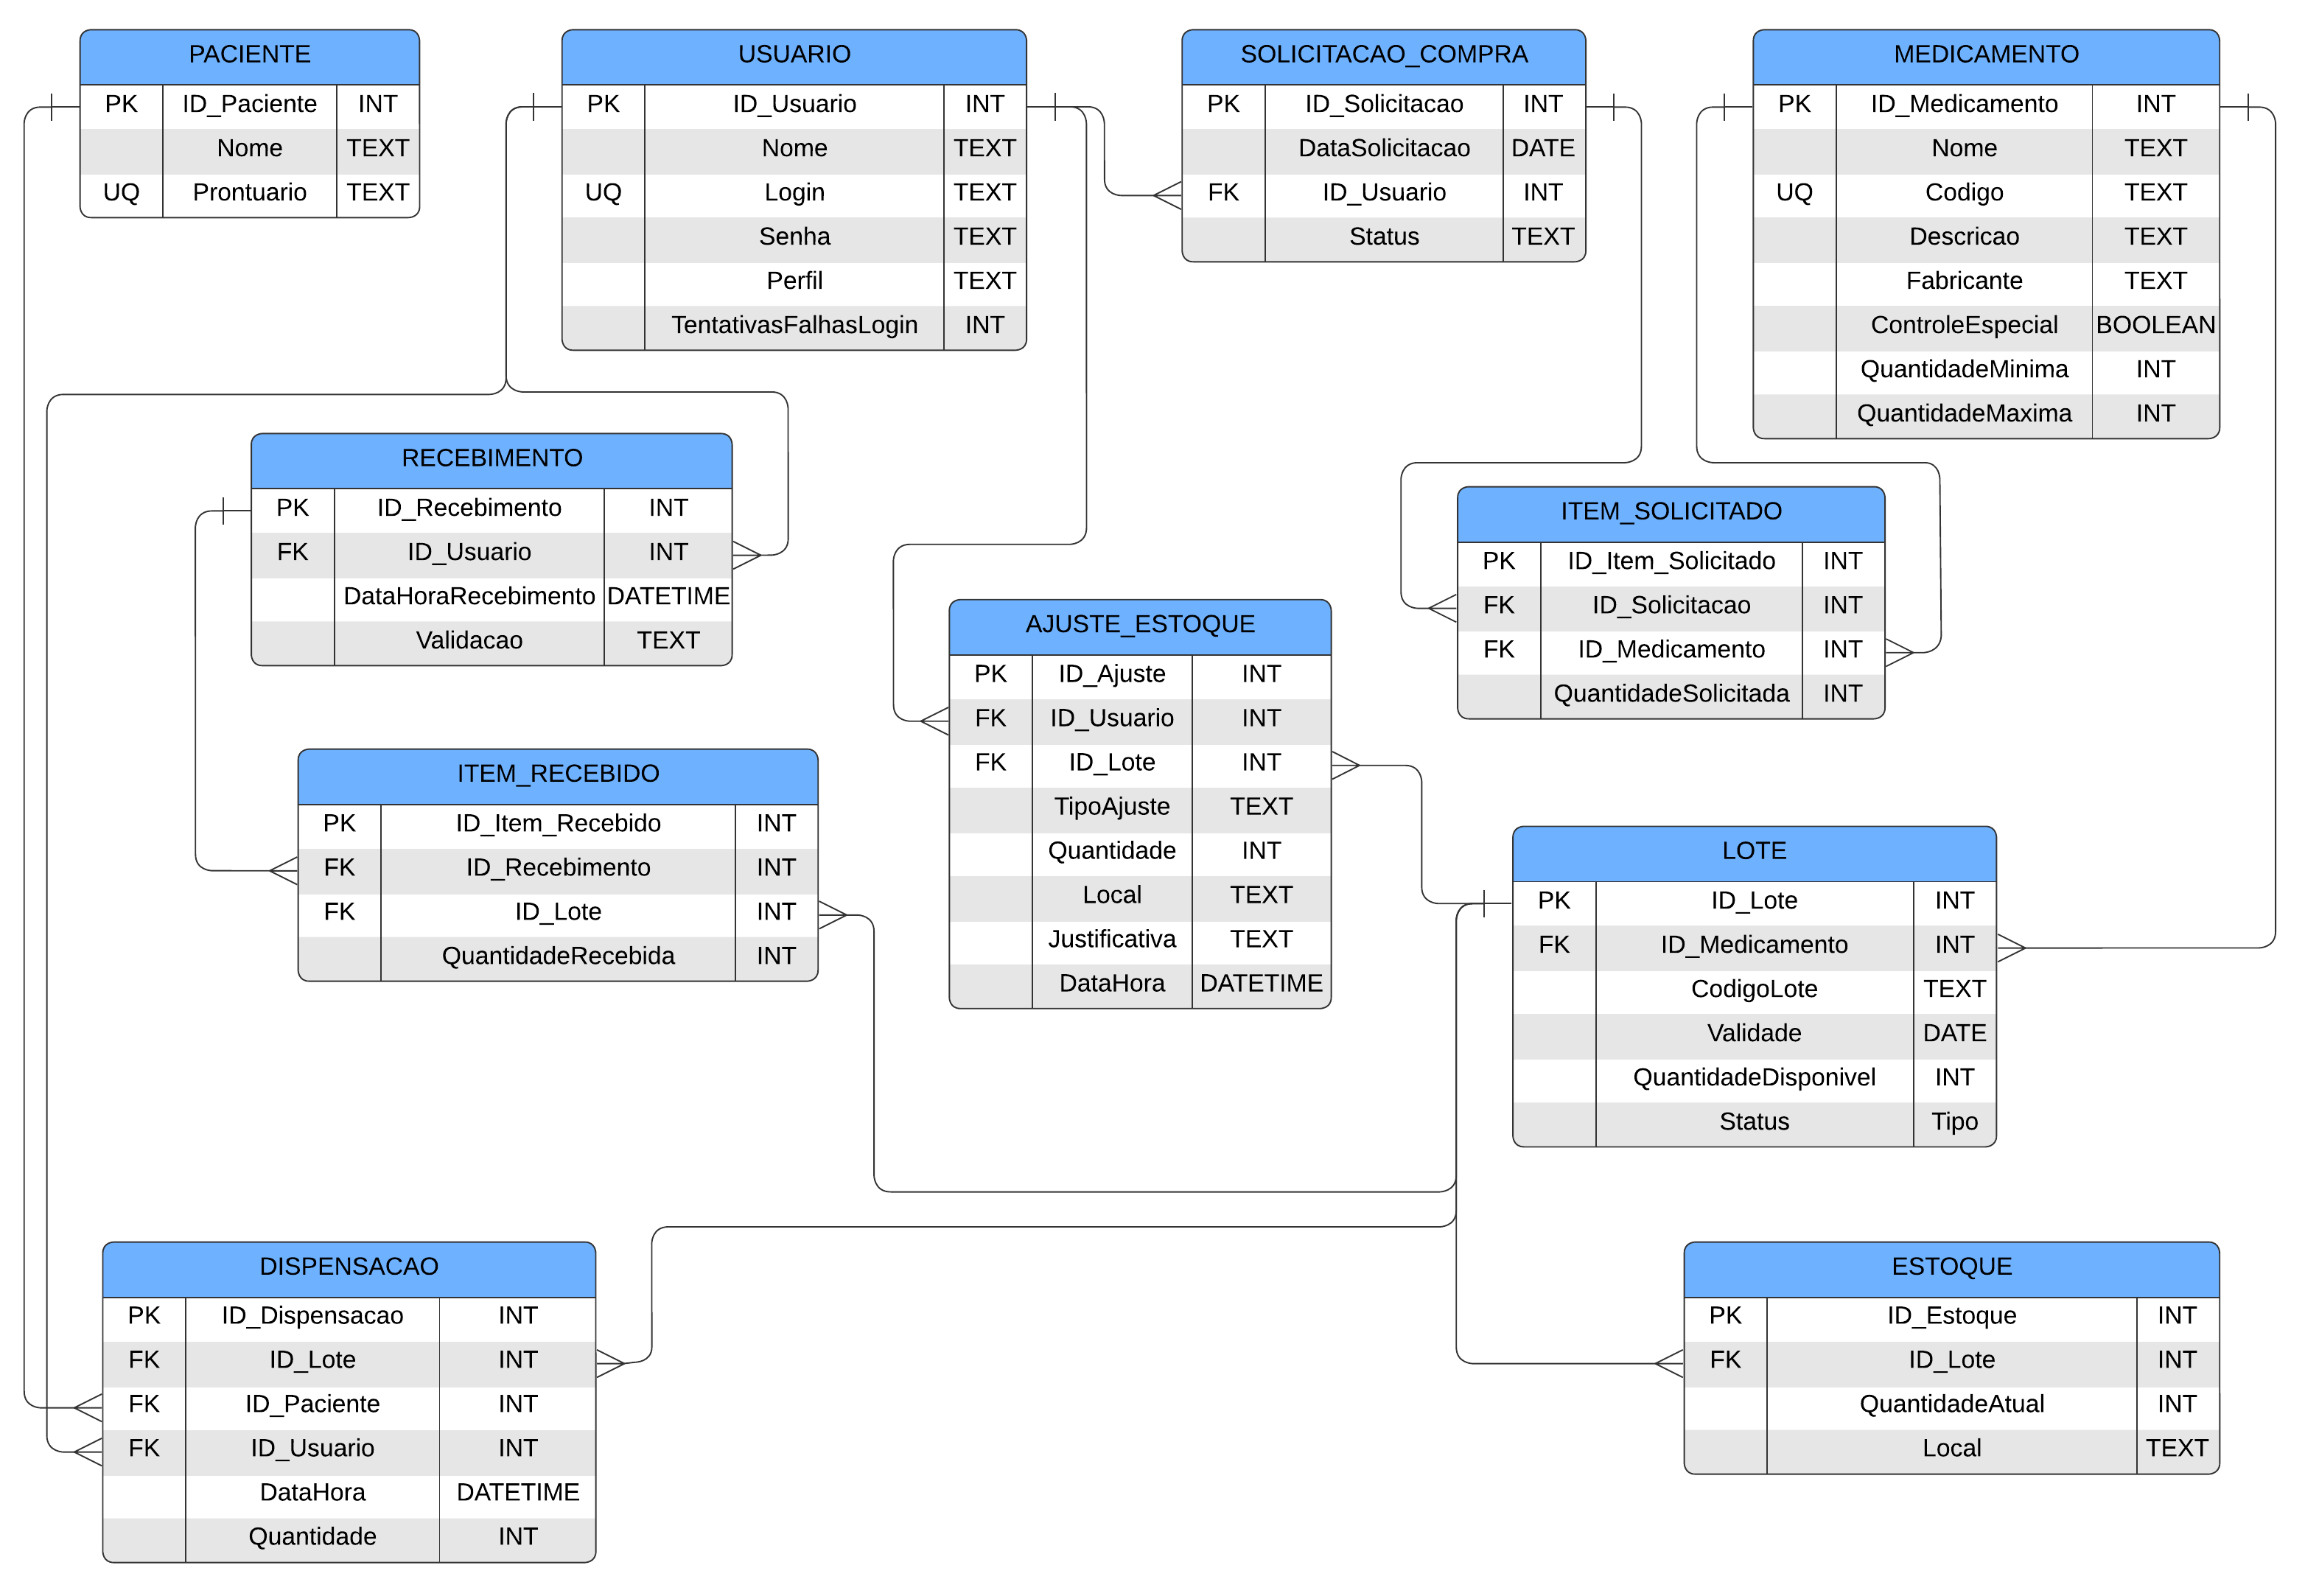 PACIENTE
PK ID_Paciente INT
Nome TEXT
UQ Prontuario TEXT
USUARIO
PK ID_Usuario INT
Nome TEXT
UQ Login TEXT
Senha TEXT
Perfil TEXT
TentativasFalhasLogin INT
SOLICITACAO_COMPRA
PK ID_Solicitacao INT
DataSolicitacao DATE
FK ID_Usuario INT
Status TEXT
MEDICAMENTO
PK ID_Medicamento INT
Nome TEXT
UQ Codigo TEXT
Descricao TEXT
Fabricante TEXT
ControleEspecial BOOLEAN
QuantidadeMinima INT
QuantidadeMaxima INT
RECEBIMENTO
PK ID_Recebimento INT
FK ID_Usuario INT
DataHoraRecebimento DATETIME
Validacao TEXT
ITEM_SOLICITADO
PK ID_Item_Solicitado INT
FK ID_Solicitacao INT
FK ID_Medicamento INT
QuantidadeSolicitada INT
AJUSTE_ESTOQUE
PK ID_Ajuste INT
FK ID_Usuario INT
FK ID_Lote INT
TipoAjuste TEXT
Quantidade INT
Local TEXT
Justificativa TEXT
DataHora DATETIME
ITEM_RECEBIDO
PK ID_Item_Recebido INT
FK ID_Recebimento INT
FK ID_Lote INT
QuantidadeRecebida INT
LOTE
PK ID_Lote INT
FK ID_Medicamento INT
CodigoLote TEXT
Validade DATE
QuantidadeDisponivel INT
Status Tipo
DISPENSACAO
PK ID_Dispensacao INT
FK ID_Lote INT
FK ID_Paciente INT
FK ID_Usuario INT
DataHora DATETIME
Quantidade INT
ESTOQUE
PK ID_Estoque INT
FK ID_Lote INT
QuantidadeAtual INT
Local TEXT